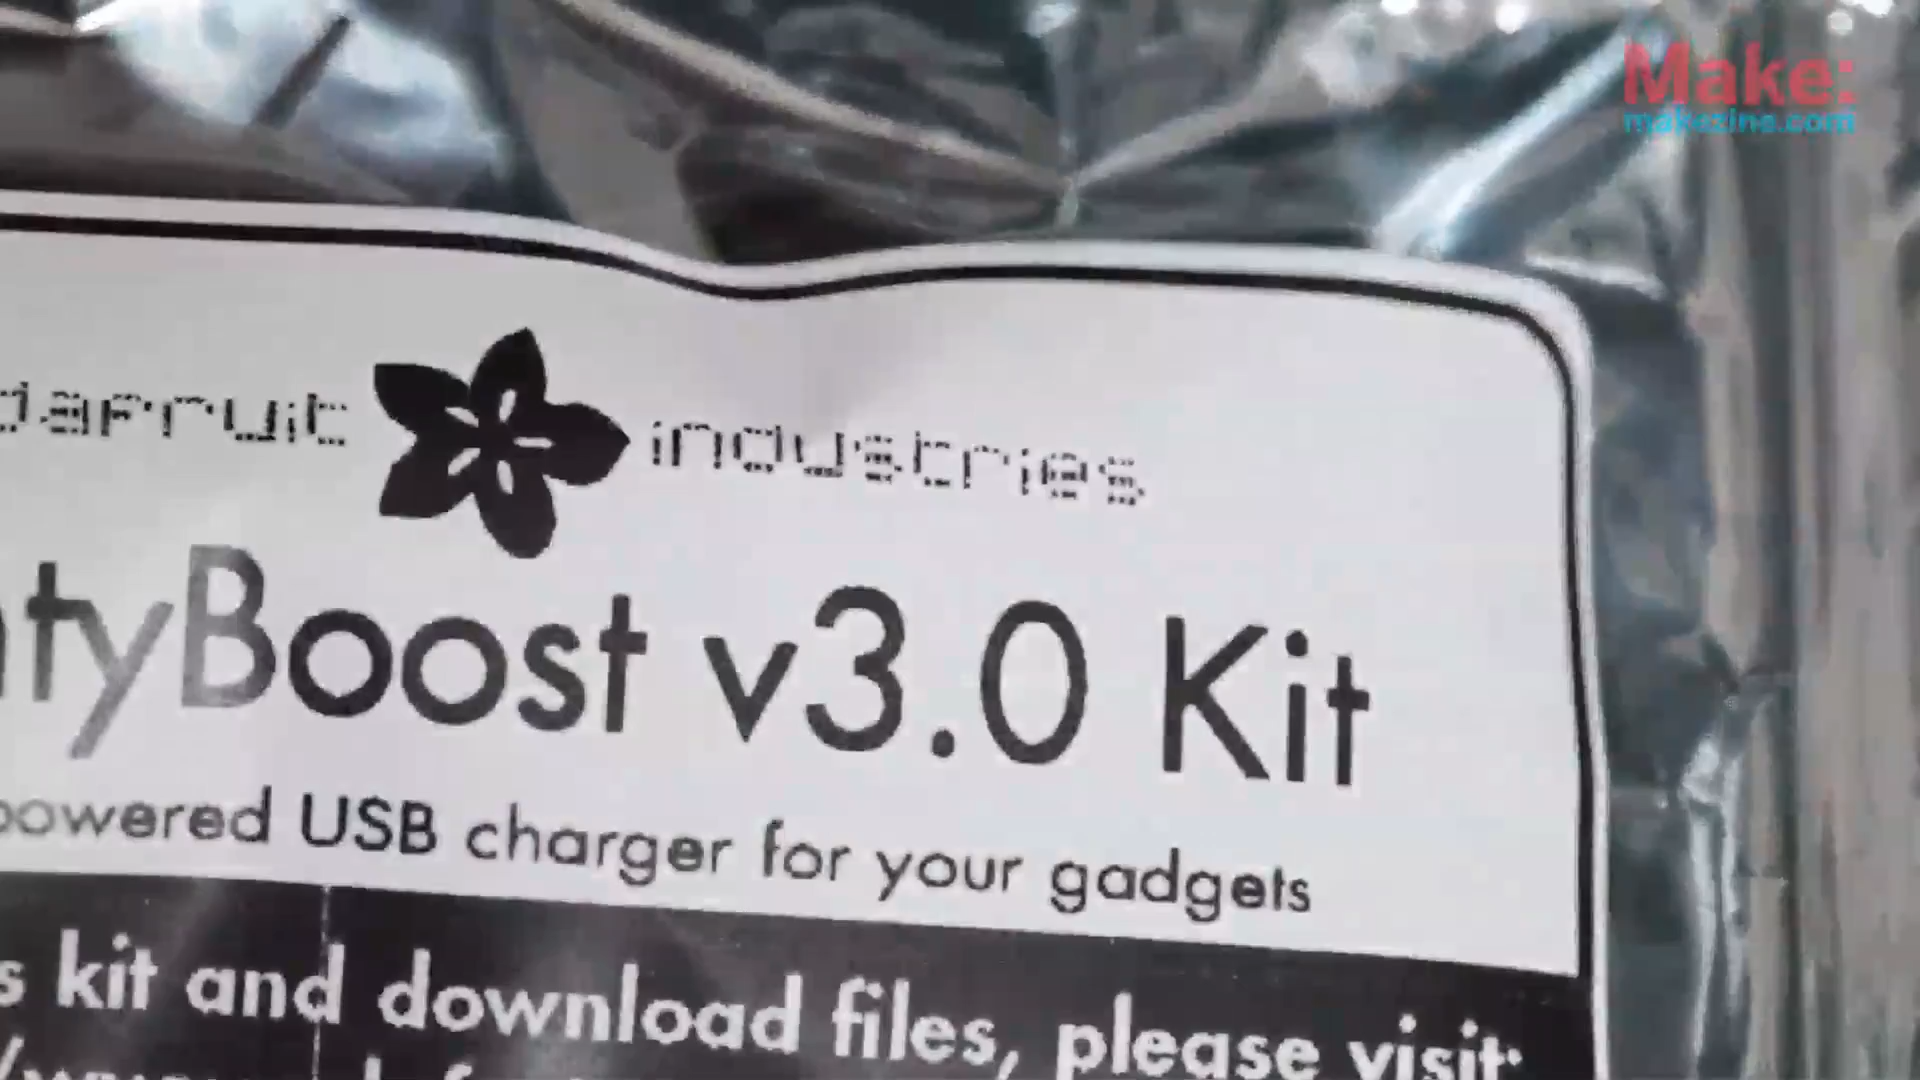 Make:
makezine.com
dafruit industries
ntyBoost v3.0 Kit
powered USB charger for your gadgets
s kit and download files, please visit: